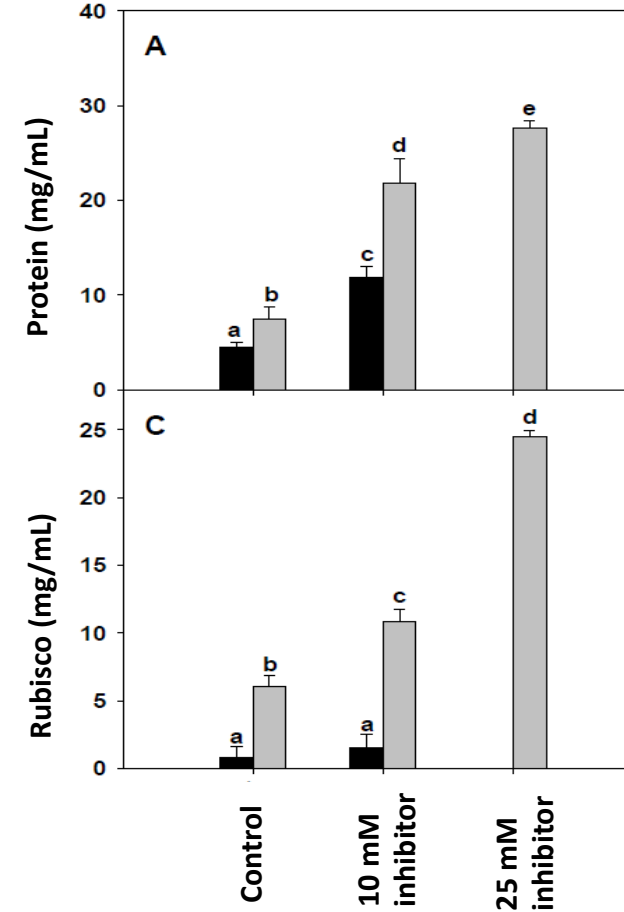 40
A
30
20
10
0
Protein (mg/mL)
a
b
c
d
e
C
25
20
15
10
5
0
Rubisco (mg/mL)
a
b
a
c
d
Control
10 mM
inhibitor
25 mM
inhibitor